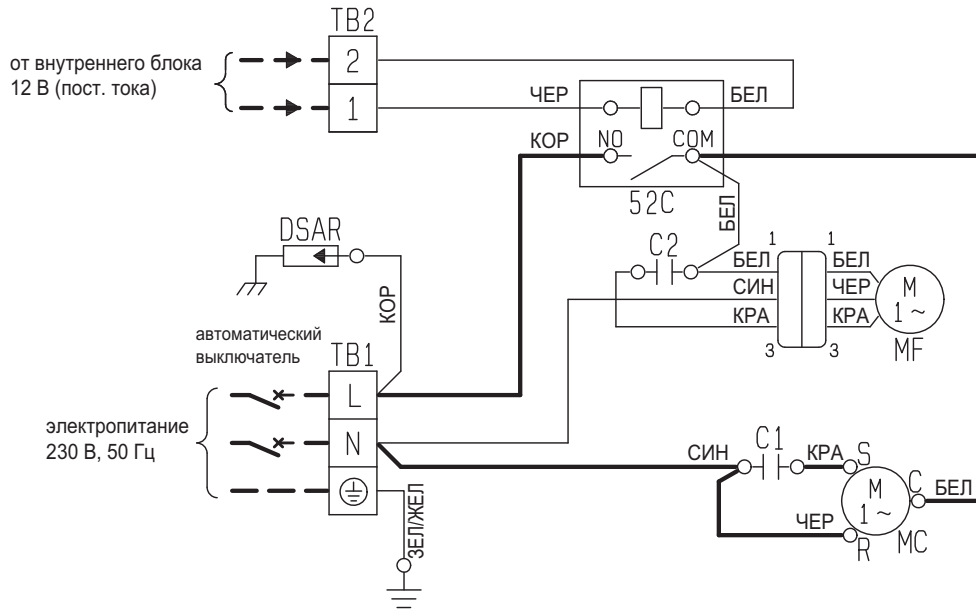 TB2
от внутреннего блока
12 В (пост. тока)
2
1
ЧЕР
БЕЛ
КОР
NO
COM
52C
БЕЛ
DSAR
КОР
C2
БЕЛ
СИН
КРА
1
3
1
3
БЕЛ
ЧЕР
КРА
M
1 ~
MF
автоматический
выключатель
TB1
L
N
электропитание
230 В, 50 Гц
ЗЕЛ/ЖЕЛ
СИН
C1
КРА
S
C
БЕЛ
M
1 ~
MC
ЧЕР
R